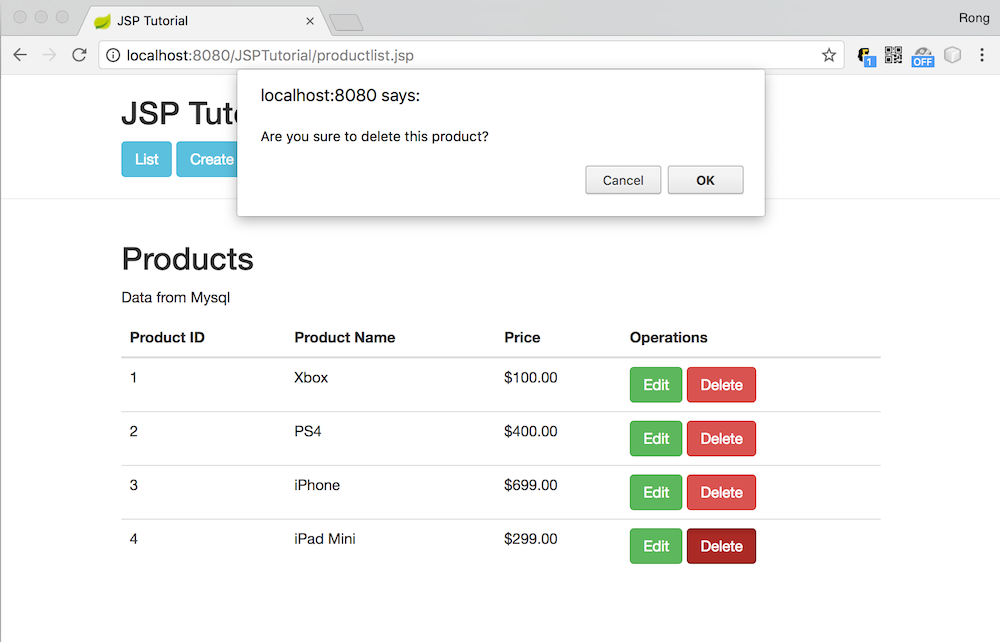 JSP Tutorial
Rong
localhost:8080/JSPTutorial/productlist.jsp
1
OFF
localhost:8080 says:
Are you sure to delete this product?
Cancel OK
JSP Tut
List Create
Products
Data from Mysql
Product ID Product Name Price Operations
1 Xbox $100.00 Edit Delete
2 PS4 $400.00 Edit Delete
3 iPhone $699.00 Edit Delete
4 iPad Mini $299.00 Edit Delete